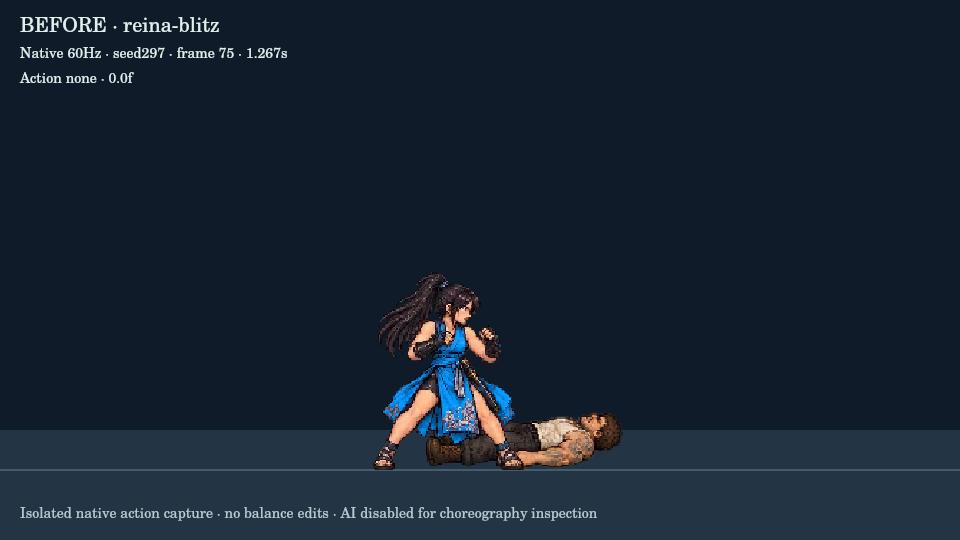 BEFORE · reina-blitz
Native 60Hz · seed297 · frame 75 · 1.267s
Action none · 0.0f
Isolated native action capture · no balance edits · AI disabled for choreography inspection